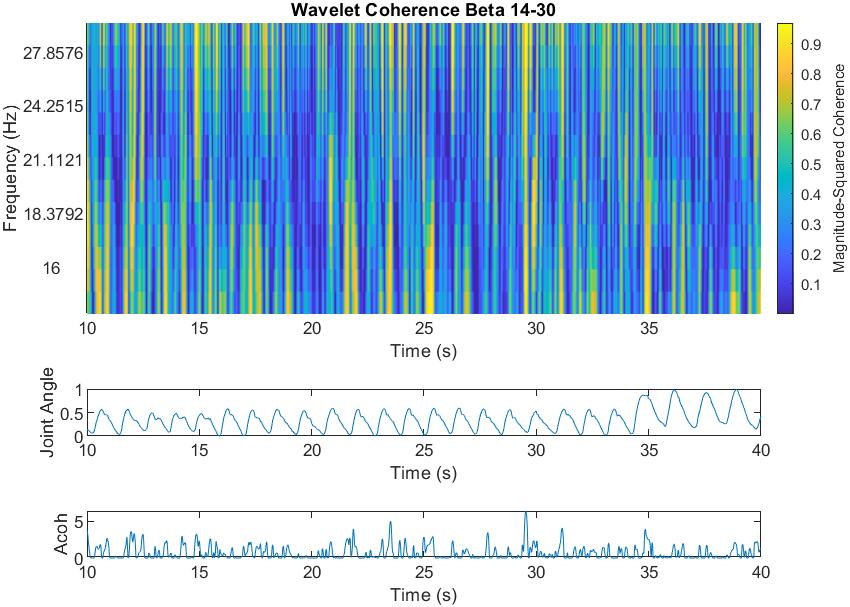 Wavelet Coherence Beta 14-30
Frequency (Hz)
27.8576
24.2515
21.1121
18.3792
16
10 15 20 25 30 35
Time (s)
0.9
0.8
0.7
0.6
0.5
0.4
0.3
0.2
0.1
Magnitude-Squared Coherence
Joint Angle
1
0.5
0
10 15 20 25 30 35 40
Time (s)
Acoh
5
0
10 15 20 25 30 35 40
Time (s)